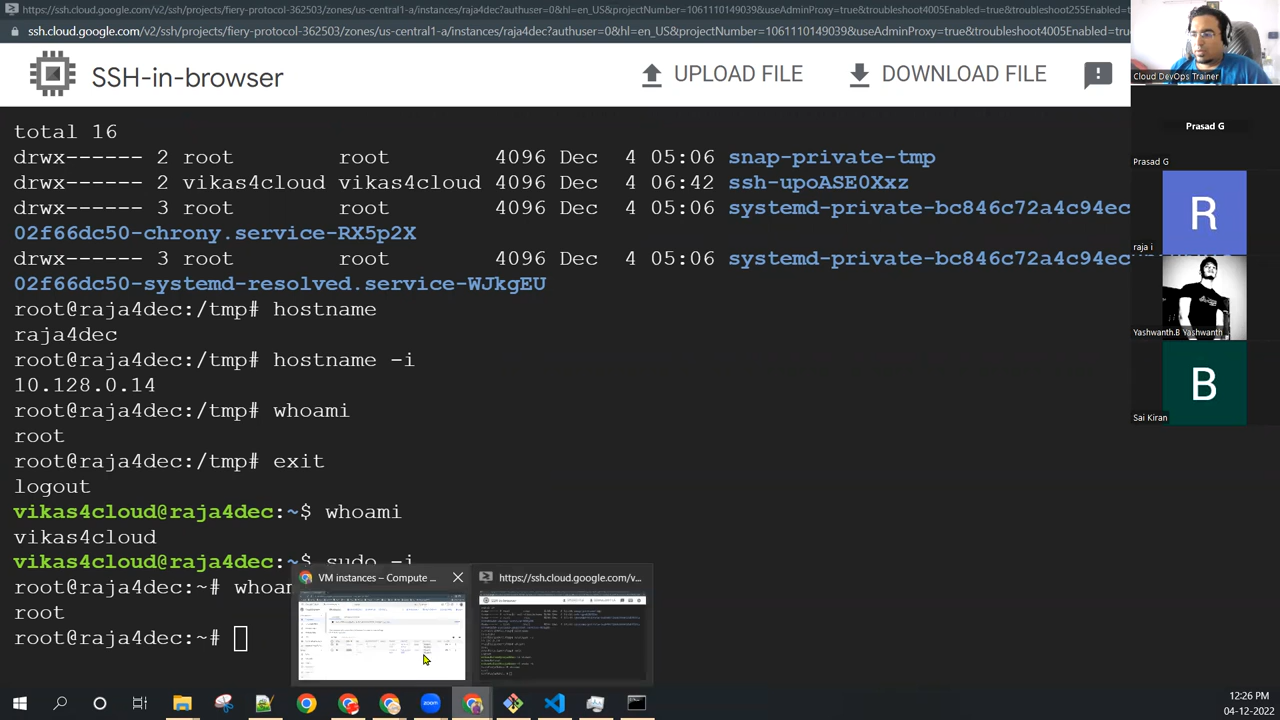 https://ssh.cloud.google.com/v2/ssh/projects/fiery-protocol-362503/zones/us-central1-a/instances/raja4dec?authuser=0&hl=en_US&projectNumber=1061110149039&useAdminProxy=true&troubleshoot4005Enabled=true&troubleshoot255Enabled=t
ssh.cloud.google.com/v2/ssh/projects/fiery-protocol-362503/zones/us-central1-a/instances/raja4dec?authuser=0&hl=en_US&projectNumber=1061110149039&useAdminProxy=true&troubleshoot4005Enabled=true&tro
SSH-in-browser
UPLOAD FILE
DOWNLOAD FILE
Cloud DevOps Trainer
total 16
drwx------ 2 root root 4096 Dec 4 05:06 snap-private-tmp
drwx------ 2 vikas4cloud vikas4cloud 4096 Dec 4 06:42 ssh-upoASE0Xxz
drwx------ 3 root root 4096 Dec 4 05:06 systemd-private-bc846c72a4c94ec
02f66dc50-chrony.service-RX5p2X
drwx------ 3 root root 4096 Dec 4 05:06 systemd-private-bc846c72a4c94ec
02f66dc50-systemd-resolved.service-WJkgEU
root@raja4dec:/tmp# hostname
raja4dec
root@raja4dec:/tmp# hostname -i
10.128.0.14
root@raja4dec:/tmp# whoami
root
root@raja4dec:/tmp# exit
logout
vikas4cloud@raja4dec:~$ whoami
vikas4cloud
vikas4cloud@raja4dec:~$ sudo -i
root@raja4dec:~# whoam
root
root@raja4dec
VM instances – Compute ...
https://ssh.cloud.google.com/v...
Prasad G
Prasad G
R
raja i
Yashwanth.B Yashwanth
B
Sai Kiran
zoom
12:26 PM
04-12-2022